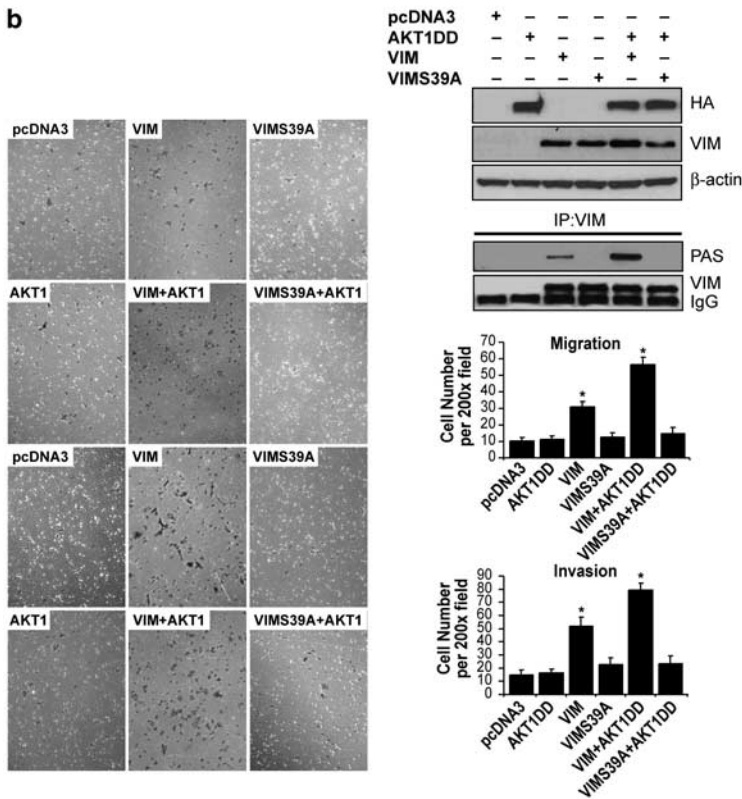 b
pcDNA3 + – – – – –
AKT1DD – + – – + +
VIM – – + – + –
VIMS39A – – – + – +
HA
VIM
β-actin
IP:VIM
PAS
VIM
IgG
pcDNA3 VIM VIMS39A
AKT1 VIM+AKT1 VIMS39A+AKT1
pcDNA3 VIM VIMS39A
AKT1 VIM+AKT1 VIMS39A+AKT1
Migration
Cell Number
per 200x field
70
60
50
40
30
20
10
0
* *
pcDNA3
AKT1DD
VIM
VIMS39A
VIM+AKT1DD
VIMS39A+AKT1DD
Invasion
Cell Number
per 200x field
90
80
70
60
50
40
30
20
10
0
* *
pcDNA3
AKT1DD
VIM
VIMS39A
VIM+AKT1DD
VIMS39A+AKT1DD